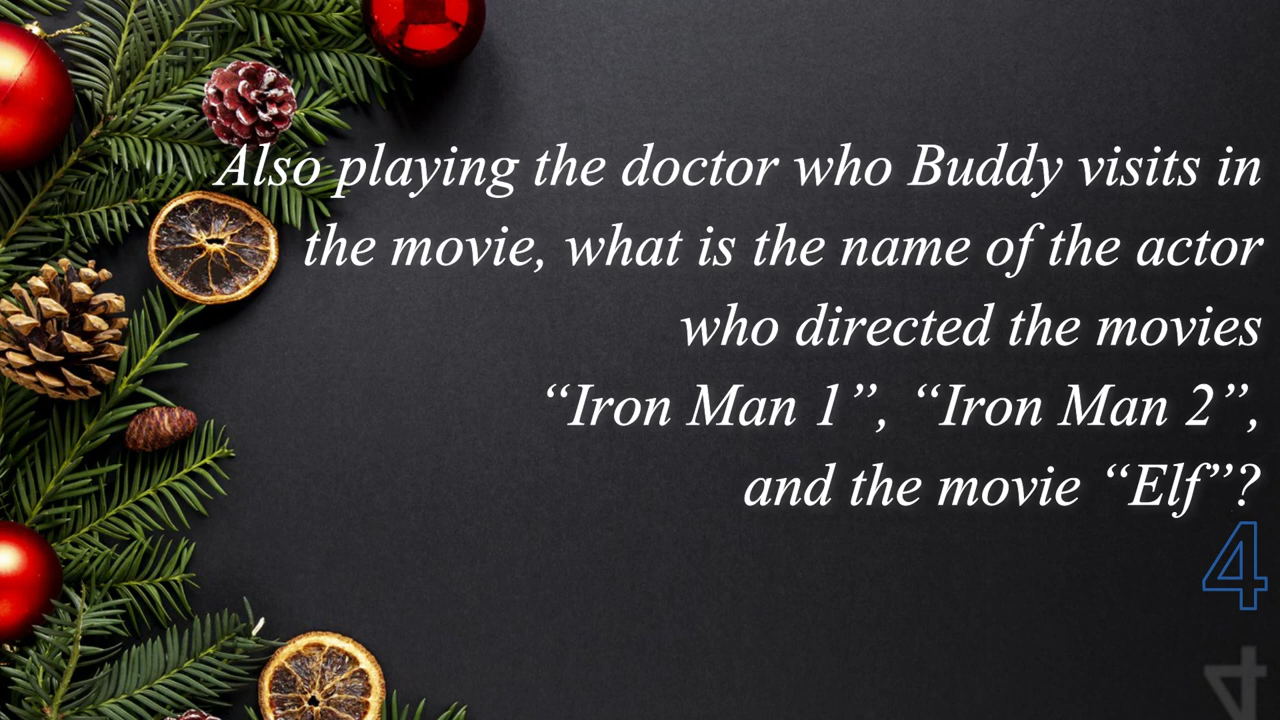 Also playing the doctor who Buddy visits in
the movie, what is the name of the actor
who directed the movies
“Iron Man 1”, “Iron Man 2”,
and the movie “Elf”?
4